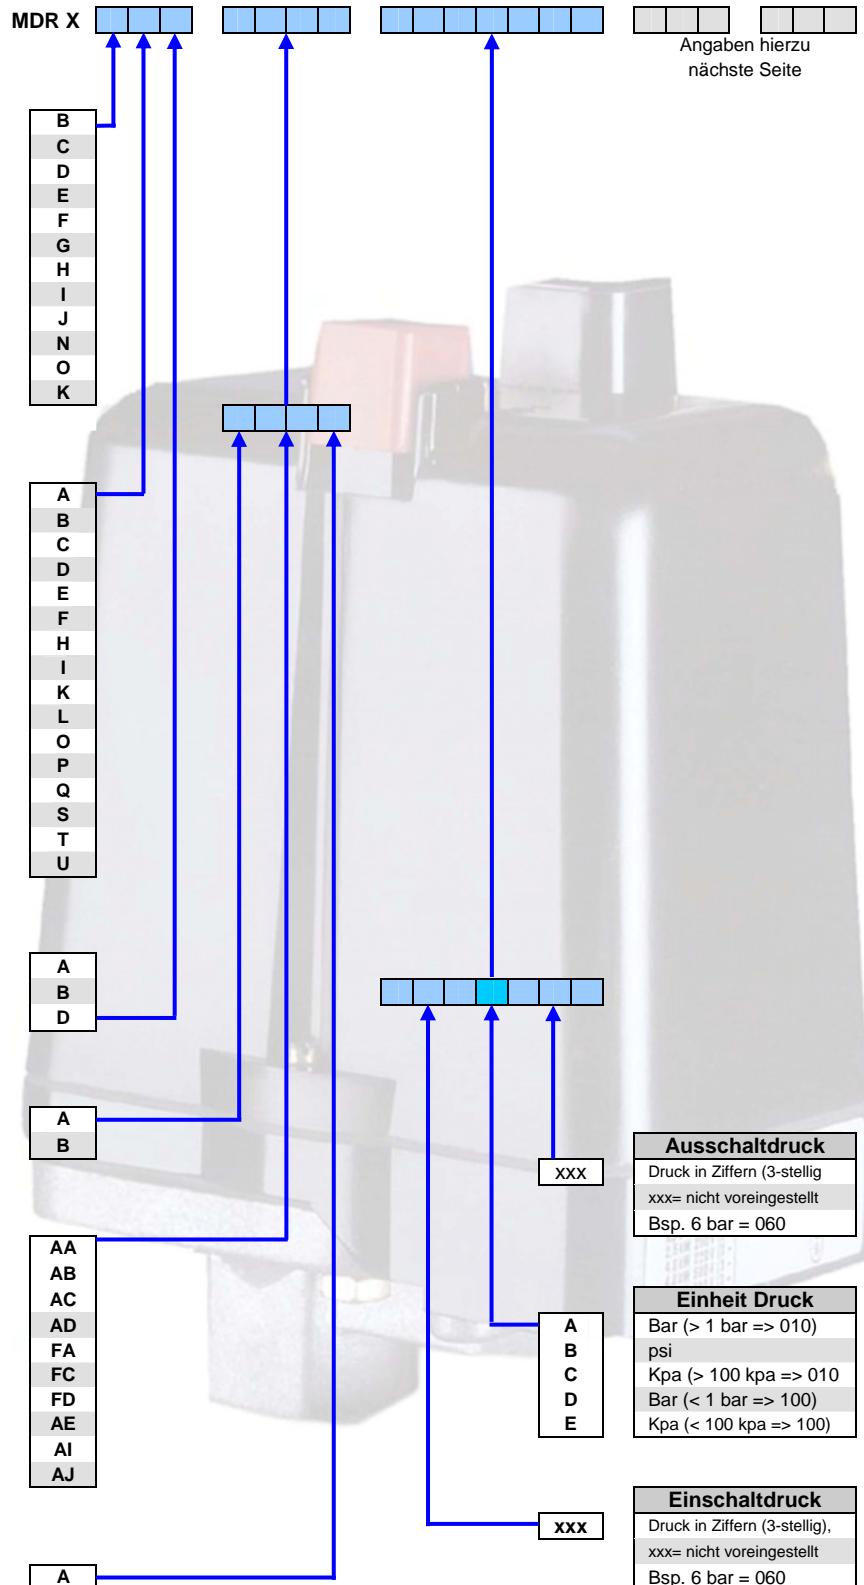 MDR X
Angaben hierzu
nächste Seite
B
C
D
E
F
G
H
I
J
N
O
K
A
B
C
D
E
F
H
I
K
L
O
P
Q
S
T
U
A
B
D
A
B
xxx
Ausschaltdruck
Druck in Ziffern (3-stellig
xxx= nicht voreingestellt
Bsp. 6 bar = 060
AA
AB
AC
AD
FA
FC
FD
AE
AI
AJ
A
B
C
D
E
Einheit Druck
Bar (> 1 bar => 010)
psi
Kpa (> 100 kpa => 010
Bar (< 1 bar => 100)
Kpa (< 100 kpa => 100)
xxx
Einschaltdruck
Druck in Ziffern (3-stellig),
xxx= nicht voreingestellt
Bsp. 6 bar = 060
A